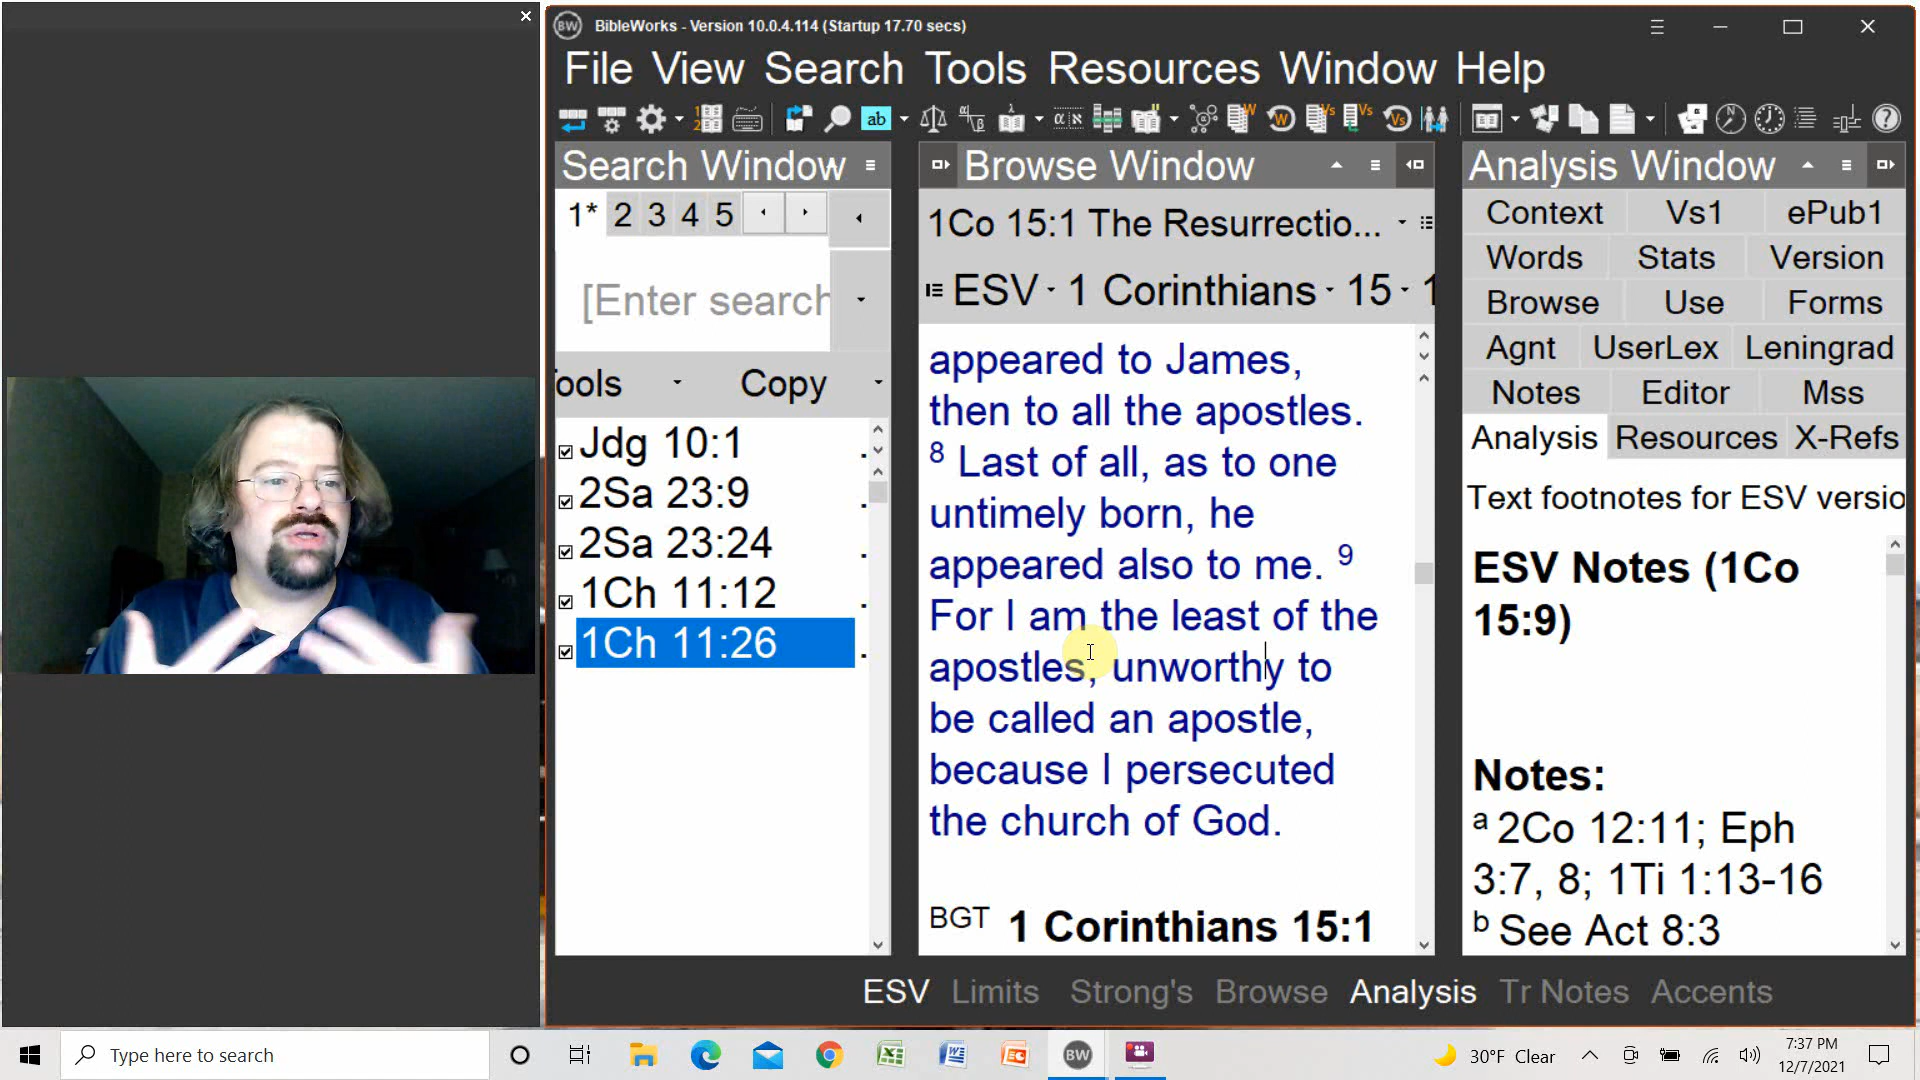 BibleWorks - Version 10.0.4.114 (Startup 17.70 secs)
File View Search Tools Resources Window Help
Search Window
1* 2 3 4 5
[Enter search
Tools Copy
Jdg 10:1
2Sa 23:9
2Sa 23:24
1Ch 11:12
1Ch 11:26
Browse Window
1Co 15:1 The Resurrectio...
ESV 1 Corinthians 15 1
appeared to James,
then to all the apostles.
8 Last of all, as to one
untimely born, he
appeared also to me. 9
For I am the least of the
apostles, unworthy to
be called an apostle,
because I persecuted
the church of God.
BGT 1 Corinthians 15:1
Analysis Window
Context Vs1 ePub1
Words Stats Version
Browse Use Forms
Agnt UserLex Leningrad
Notes Editor Mss
Analysis Resources X-Refs
Text footnotes for ESV versio
ESV Notes (1Co
15:9)
Notes:
a 2Co 12:11; Eph
3:7, 8; 1Ti 1:13-16
b See Act 8:3
ESV Limits Strong's Browse Analysis Tr Notes Accents
Type here to search
BW
30°F Clear
7:37 PM
12/7/2021